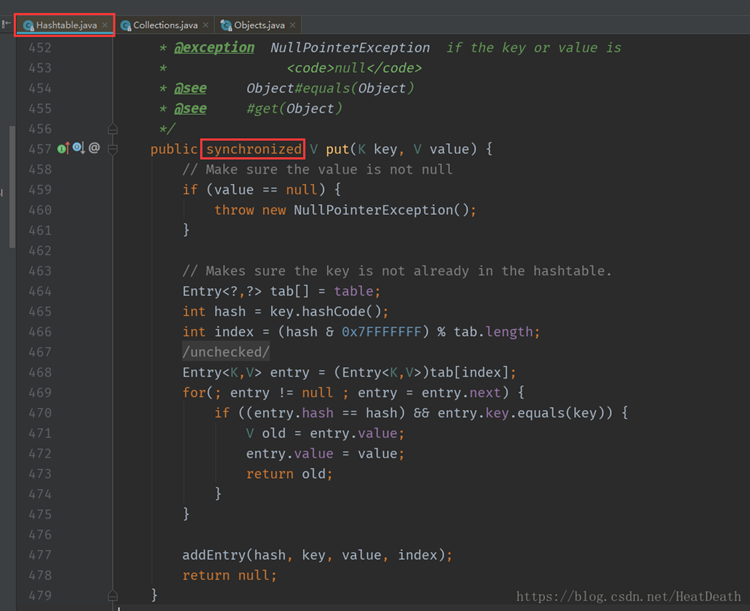 Hashtable.java × Collections.java × Objects.java ×
452 * @exception NullPointerException if the key or value is
453 * <code>null</code>
454 * @see Object#equals(Object)
455 * @see #get(Object)
456 */
457 @ public synchronized V put(K key, V value) {
458 // Make sure the value is not null
459 if (value == null) {
460 throw new NullPointerException();
461 }
462
463 // Makes sure the key is not already in the hashtable.
464 Entry<?,?> tab[] = table;
465 int hash = key.hashCode();
466 int index = (hash & 0x7FFFFFFF) % tab.length;
467 /unchecked/
468 Entry<K,V> entry = (Entry<K,V>)tab[index];
469 for(; entry != null ; entry = entry.next) {
470 if ((entry.hash == hash) && entry.key.equals(key)) {
471 V old = entry.value;
472 entry.value = value;
473 return old;
474 }
475 }
476
477 addEntry(hash, key, value, index);
478 return null;
479 }
https://blog.csdn.net/HeatDeath